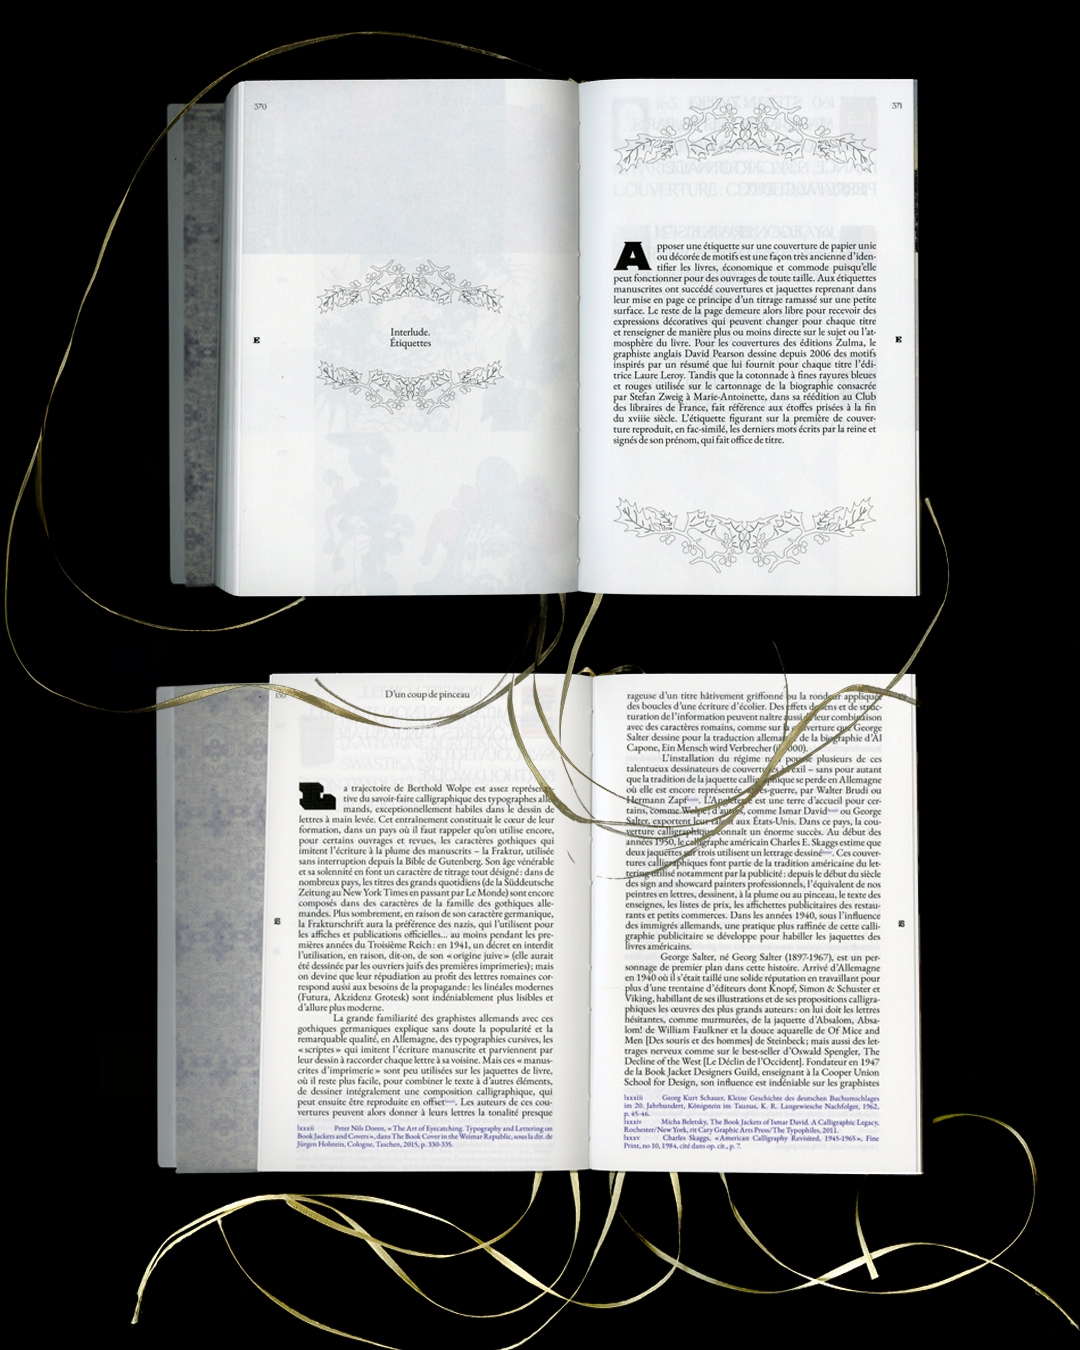 370
Interlude.
Étiquettes
E
371
Apposer une étiquette sur une couverture de papier unie
ou décorée de motifs est une façon très ancienne d’iden-
tifier les livres, économique et commode puisqu’elle
peut fonctionner pour des ouvrages de toute taille. Aux étiquettes
manuscrites ont succédé couvertures et jaquettes reprenant dans
leur mise en page ce principe d’un titrage ramassé sur une petite
surface. Le reste de la page demeure alors libre pour recevoir des
expressions décoratives qui peuvent changer pour chaque titre
et renseigner de manière plus ou moins directe sur le sujet ou l’at-
mosphère du livre. Pour les couvertures des éditions Zulma, le
graphiste anglais David Pearson dessine depuis 2006 des motifs
inspirés par un résumé que lui fournit pour chaque titre l’édi-
trice Laure Leroy. Tandis que la cotonnade à fines rayures bleues
et rouges utilisée sur le cartonnage de la biographie consacrée
par Stefan Zweig à Marie-Antoinette, dans sa réédition au Club
des libraires de France, fait référence aux étoffes prisées à la fin
du xviiie siècle. L’étiquette figurant sur la première de couver-
ture reproduit, en fac-similé, les derniers mots écrits par la reine et
signés de son prénom, qui fait office de titre.
E
D’un coup de pinceau
La trajectoire de Berthold Wolpe est assez représen-
tive du savoir-faire calligraphique des typographes alle-
mands, exceptionnellement habiles dans le dessin de
lettres à main levée. Cet entraînement constituait le cœur de leur
formation, dans un pays où il faut rappeler qu’on utilise encore,
pour certains ouvrages et revues, les caractères gothiques qui
imitent l’écriture à la plume des manuscrits – la Fraktur, utilisée
sans interruption depuis la Bible de Gutenberg. Son âge vénérable
et sa solennité en font un caractère de titrage tout désigné : dans de
nombreux pays, les titres des grands quotidiens (de la Süddeutsche
Zeitung au New York Times en passant par Le Monde) sont encore
composés dans des caractères de la famille des gothiques alle-
mandes. Plus sombrement, en raison de son caractère germanique,
la Frakturschrift aura la préférence des nazis, qui l’utilisent pour
les affiches et publications officielles... au moins pendant les pre-
mières années du Troisième Reich : en 1941, un décret en interdit
l’utilisation, en raison, dit-on, de son « origine juive » (elle aurait
été dessinée par les ouvriers juifs des premières imprimeries) ; mais
on devine que leur répudiation au profit des lettres romaines cor-
respond aussi aux besoins de la propagande : les linéales modernes
(Futura, Akzidenz Grotesk) sont indéniablement plus lisibles et
d’allure plus moderne.
La grande familiarité des graphistes allemands avec ces
gothiques germaniques explique sans doute la popularité et la
remarquable qualité, en Allemagne, des typographies cursives, les
« scriptes » qui imitent l’écriture manuscrite et parviennent par
leur dessin à raccorder chaque lettre à sa voisine. Mais ces « manus-
crites d’imprimerie » sont peu utilisées sur les jaquettes de livre,
où il reste plus facile, pour combiner le texte à d’autres éléments,
de dessiner intégralement une composition calligraphique, qui
peut ensuite être reproduite en offset. Les auteurs de ces cou-
vertures peuvent alors donner à leurs lettres la tonalité presque
lxxxii Peter Nils Doren, « The Art of Eyecatching. Typography and Lettering on
Book Jackets and Covers », dans The Book Cover in the Weimar Republic, sous la dir. de
Jürgen Holstein, Cologne, Taschen, 2015, p. 330-335.
rageuse d’un titre hâtivement griffonné ou la rondeur appliquée
des boucles d’une écriture d’écolier. Des effets de sens et de struc-
turation de l’information peuvent naître aussi de leur combinaison
avec des caractères romains, comme sur la couverture que George
Salter dessine pour la traduction allemande de la biographie d’Al
Capone, Ein Mensch wird Verbrecher
L’installation du régime nazi pousse plusieurs de ces
talentueux dessinateurs de couvertures à l’exil – sans pour autant
que la tradition de la jaquette calligraphique se perde en Allemagne
où elle est encore représentée, après-guerre, par Walter Brudi ou
Hermann Zapf. L’Angleterre est une terre d’accueil pour cer-
tains, comme Wolpe ; d’autres, comme Ismar David ou George
Salter, exportent leur talent aux États-Unis. Dans ce pays, la cou-
verture calligraphique connaît un énorme succès. Au début des
années 1950, le calligraphe américain Charles E. Skaggs estime que
deux jaquettes sur trois utilisent un lettrage dessiné. Ces couver-
tures calligraphiques font partie de la tradition américaine du let-
tering utilisé notamment par la publicité : depuis le début du siècle
des sign and showcard painters professionnels, l’équivalent de nos
peintres en lettres, dessinent, à la plume ou au pinceau, le texte des
enseignes, les listes de prix, les affichettes publicitaires des restau-
rants et petits commerces. Dans les années 1940, sous l’influence
des immigrés allemands, une pratique plus raffinée de cette calli-
graphie publicitaire se développe pour habiller les jaquettes des
livres américains.
George Salter, né Georg Salter (1897-1967), est un per-
sonnage de premier plan dans cette histoire. Arrivé d’Allemagne
en 1940 où il s’était taillé une solide réputation en travaillant pour
plus d’une trentaine d’éditeurs dont Knopf, Simon & Schuster et
Viking, habillant de ses illustrations et de ses propositions calligra-
phiques les œuvres des plus grands auteurs : on lui doit les lettres
hésitantes, comme murmurées, de la jaquette d’Absalom, Absa-
lom! de William Faulkner et la douce aquarelle de Of Mice and
Men [Des souris et des hommes] de Steinbeck ; mais aussi des let-
trages nerveux comme sur le best-seller d’Oswald Spengler, The
Decline of the West [Le Déclin de l’Occident]. Fondateur en 1947
de la Book Jacket Designers Guild, enseignant à la Cooper Union
School for Design, son influence est indéniable sur les graphistes
lxxxiii Georg Kurt Schauer, Kleine Geschichte des deutschen Buchumschlages
im 20. Jahrhundert, Königstein im Taunus, K. R. Langewiesche Nachfolger, 1962,
p. 45-46.
lxxxiv Micha Beletsky, The Book Jackets of Ismar David. A Calligraphic Legacy,
Rochester/New York, rit Cary Graphic Arts Press/The Typophiles, 2011.
lxxxv Charles Skaggs, « American Calligraphy Revisited, 1945-1965 », Fine
Print, no 10, 1984, cité dans op. cit., p. 7.